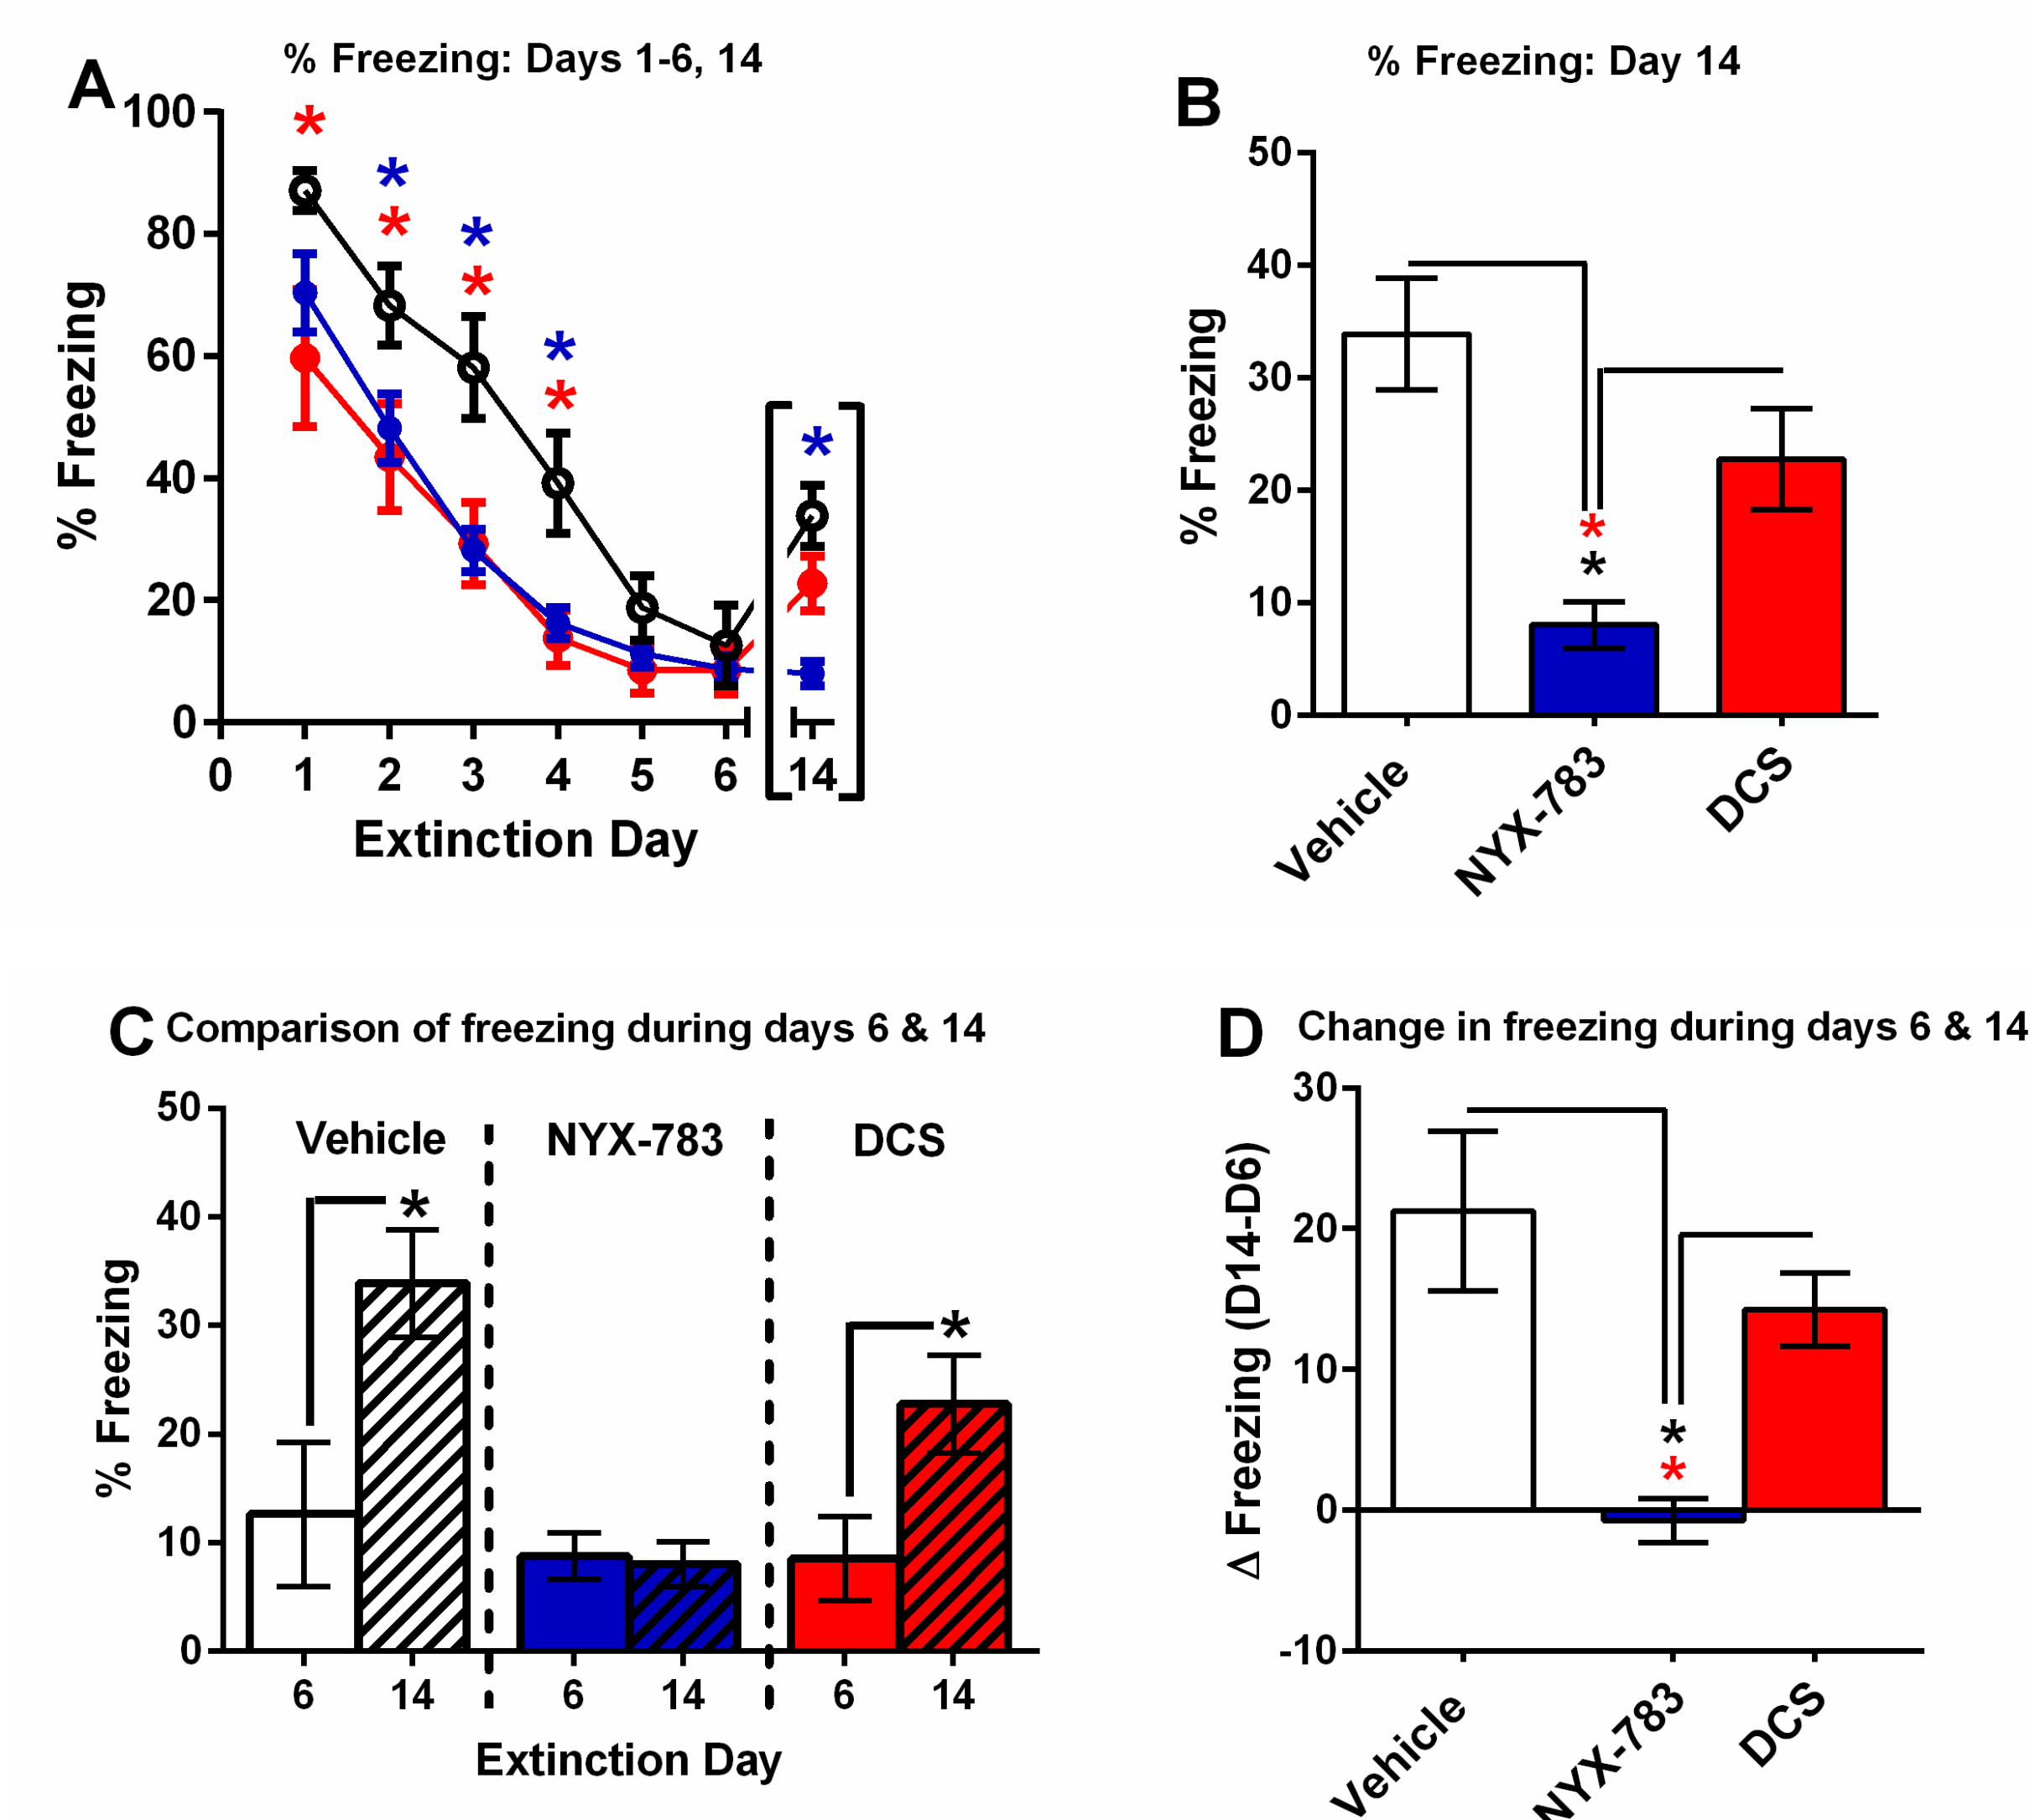 A
% Freezing: Days 1-6, 14
100
80
60
40
20
0
% Freezing
*
*
*
*
*
*
*
*
0 1 2 3 4 5 6 14
Extinction Day
B
% Freezing: Day 14
50
40
30
20
10
0
% Freezing
*
*
Vehicle
NYX-783
DCS
C
Comparison of freezing during days 6 & 14
50
40
30
20
10
0
% Freezing
Vehicle
NYX-783
DCS
*
*
6 14 6 14 6 14
Extinction Day
D
Change in freezing during days 6 & 14
30
20
10
0
-10
Δ Freezing (D14-D6)
*
*
Vehicle
NYX-783
DCS